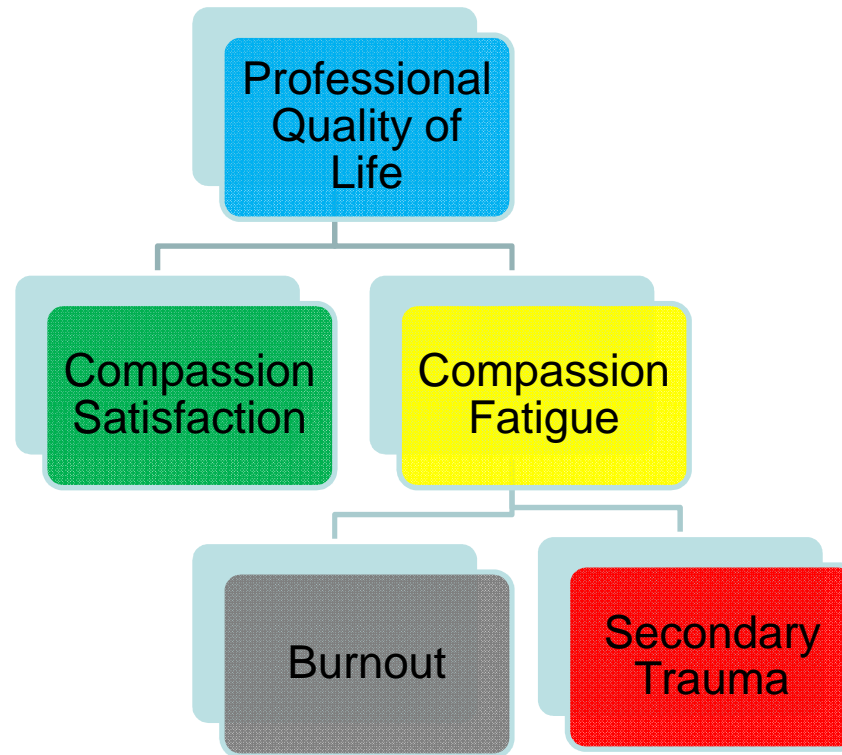 Professional
Quality of
Life
Compassion
Satisfaction
Compassion
Fatigue
Burnout
Secondary
Trauma